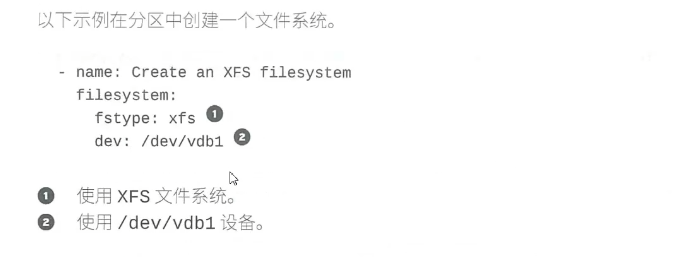 以下示例在分区中创建一个文件系统。
- name: Create an XFS filesystem
filesystem:
fstype: xfs ❶
dev: /dev/vdb1 ❷
❶ 使用 XFS 文件系统。
❷ 使用 /dev/vdb1 设备。